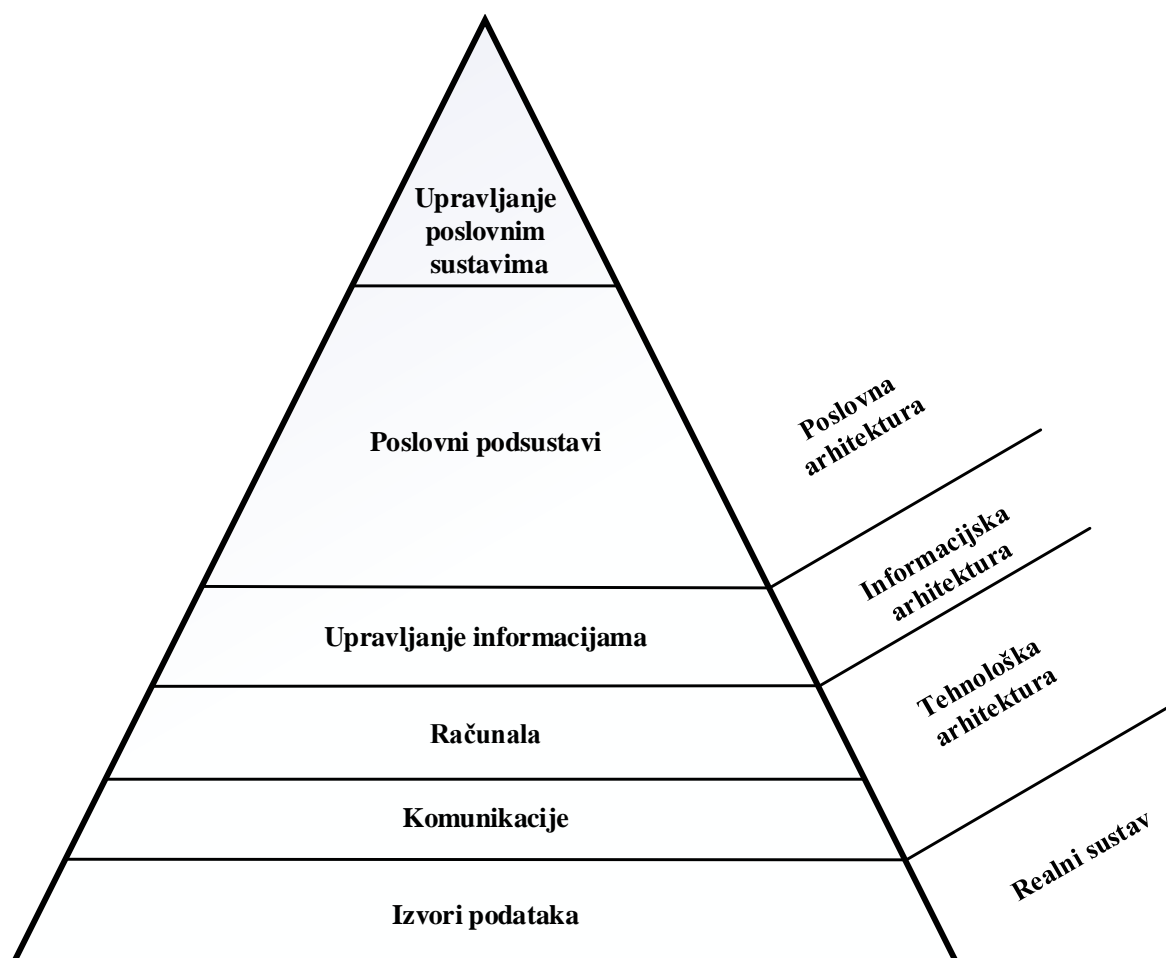 Upravljanje
poslovnim
sustavima
Poslovni podsustavi
Upravljanje informacijama
Računala
Komunikacije
Izvori podataka
Poslovna
arhitektura
Informacijska
arhitektura
Tehnološka
arhitektura
Realni sustav